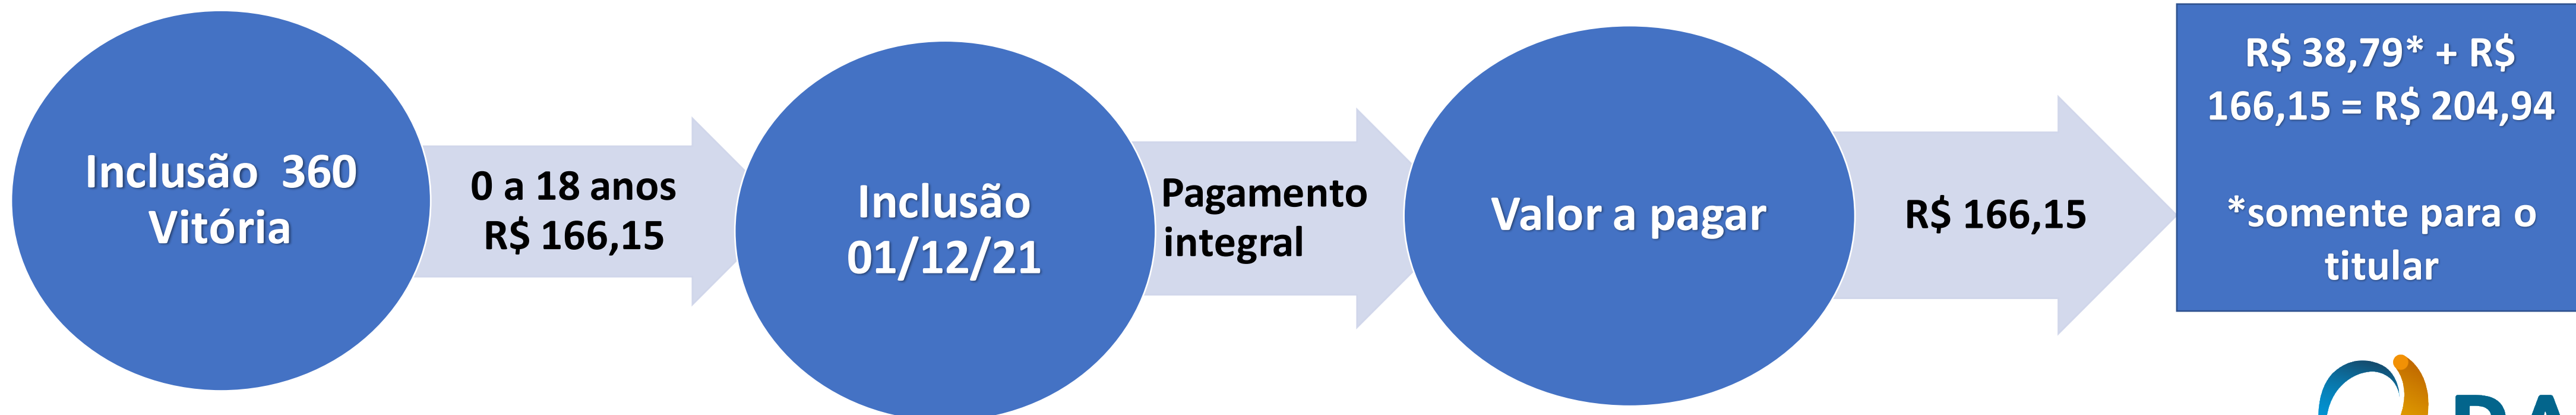 Inclusão 360
Vitória
0 a 18 anos
R$ 166,15
Inclusão
01/12/21
Pagamento
integral
Valor a pagar
R$ 166,15
R$ 38,79* + R$
166,15 = R$ 204,94
*somente para o
titular